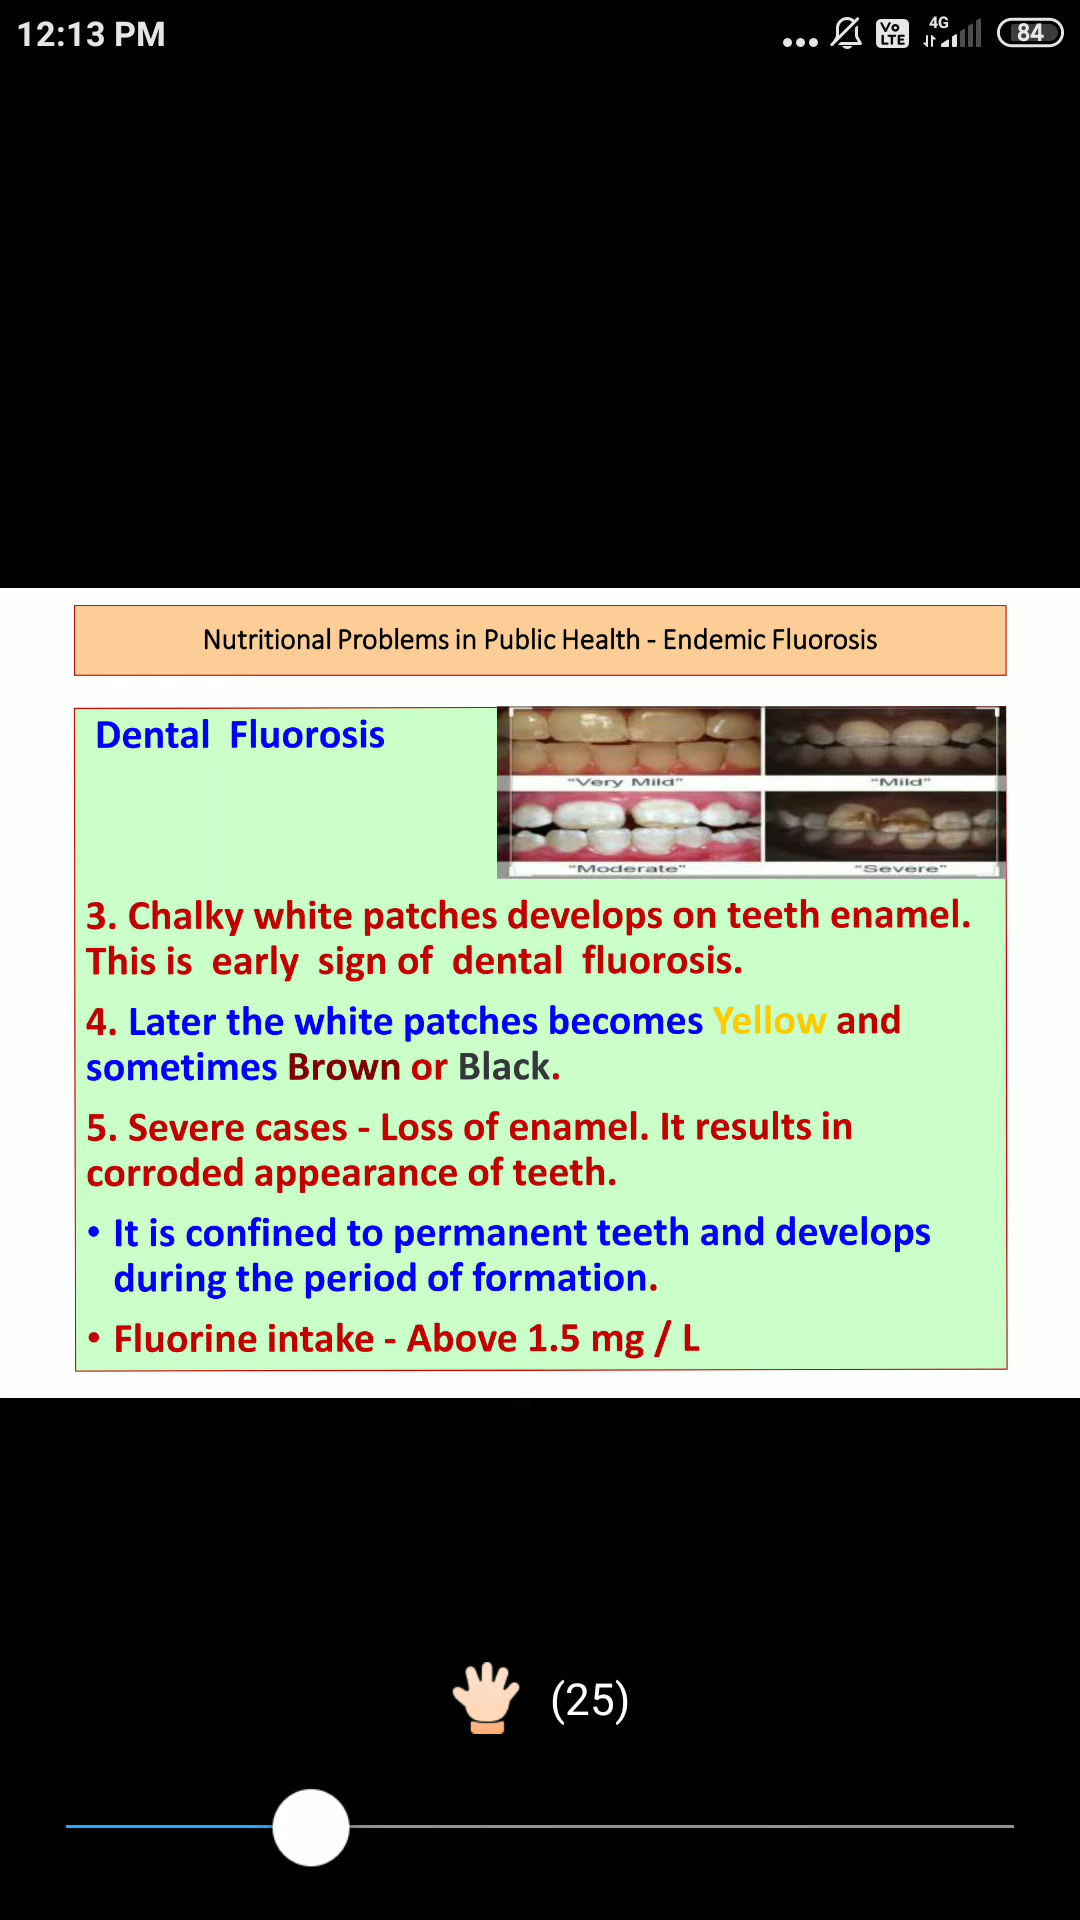 12:13 PM
... Vo LTE 4G 84
Nutritional Problems in Public Health - Endemic Fluorosis
Dental Fluorosis
"Very Mild" "Mild"
"Moderate" "Severe"
3. Chalky white patches develops on teeth enamel.
This is early sign of dental fluorosis.
4. Later the white patches becomes Yellow and
sometimes Brown or Black.
5. Severe cases - Loss of enamel. It results in
corroded appearance of teeth.
• It is confined to permanent teeth and develops
during the period of formation.
• Fluorine intake - Above 1.5 mg / L
(25)